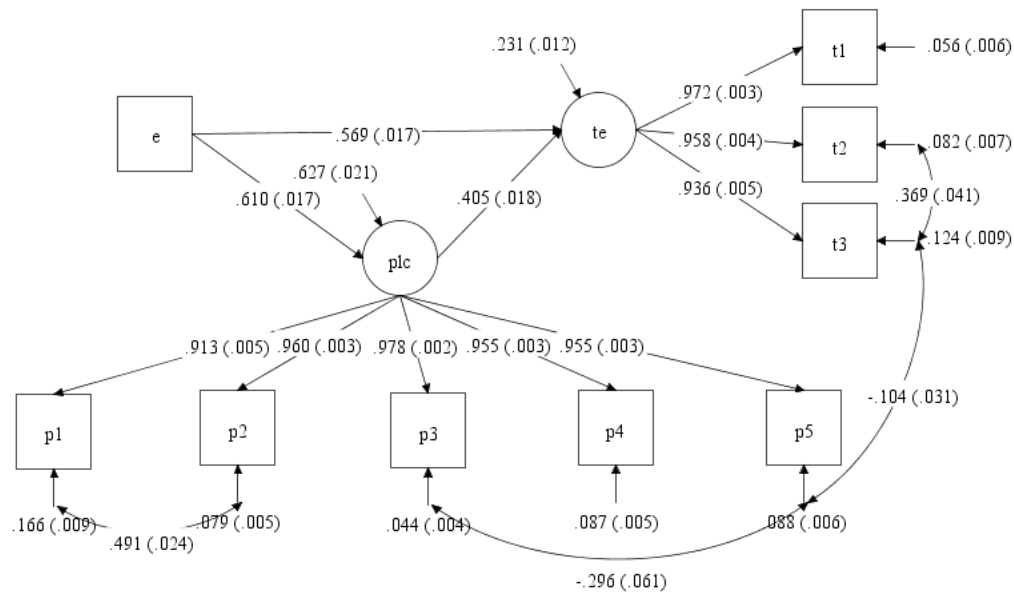 .231 (.012)
t1
.056 (.006)
.972 (.003)
e
.569 (.017)
te
.958 (.004)
t2
.082 (.007)
.627 (.021)
.610 (.017)
.405 (.018)
.936 (.005)
.369 (.041)
plc
t3
.124 (.009)
.913 (.005)
.960 (.003)
.978 (.002)
.955 (.003)
.955 (.003)
-.104 (.031)
p1
p2
p3
p4
p5
.166 (.009)
.079 (.005)
.044 (.004)
.087 (.005)
.088 (.006)
.491 (.024)
-.296 (.061)